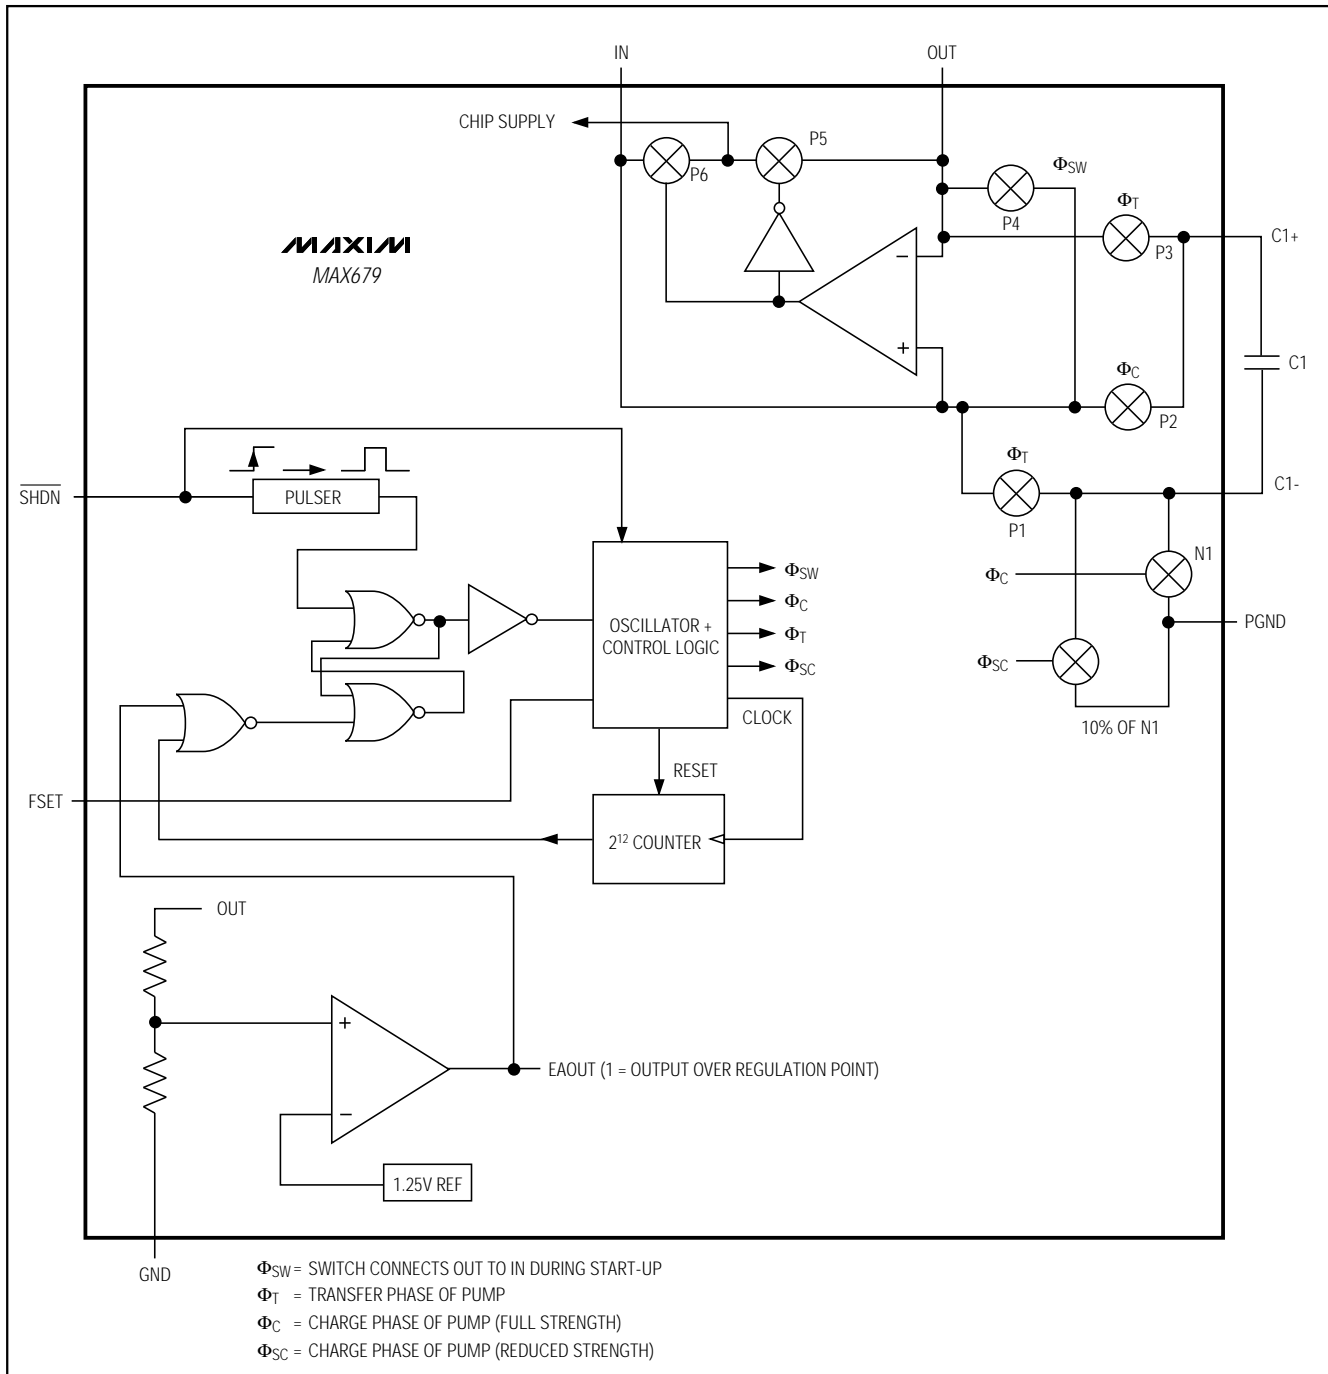 IN
OUT
CHIP SUPPLY
P5
P6
ΦSW
P4
ΦT
P3
C1+
MAXIM
MAX679
−
+
C1
ΦC
P2
ΦT
SHDN
PULSER
P1
C1-
N1
ΦC
ΦSW
ΦC
ΦT
ΦSC
OSCILLATOR +
CONTROL LOGIC
PGND
ΦSC
CLOCK
10% OF N1
RESET
FSET
2¹² COUNTER
OUT
+
EAOUT (1 = OUTPUT OVER REGULATION POINT)
−
1.25V REF
GND
ΦSW = SWITCH CONNECTS OUT TO IN DURING START-UP
ΦT = TRANSFER PHASE OF PUMP
ΦC = CHARGE PHASE OF PUMP (FULL STRENGTH)
ΦSC = CHARGE PHASE OF PUMP (REDUCED STRENGTH)